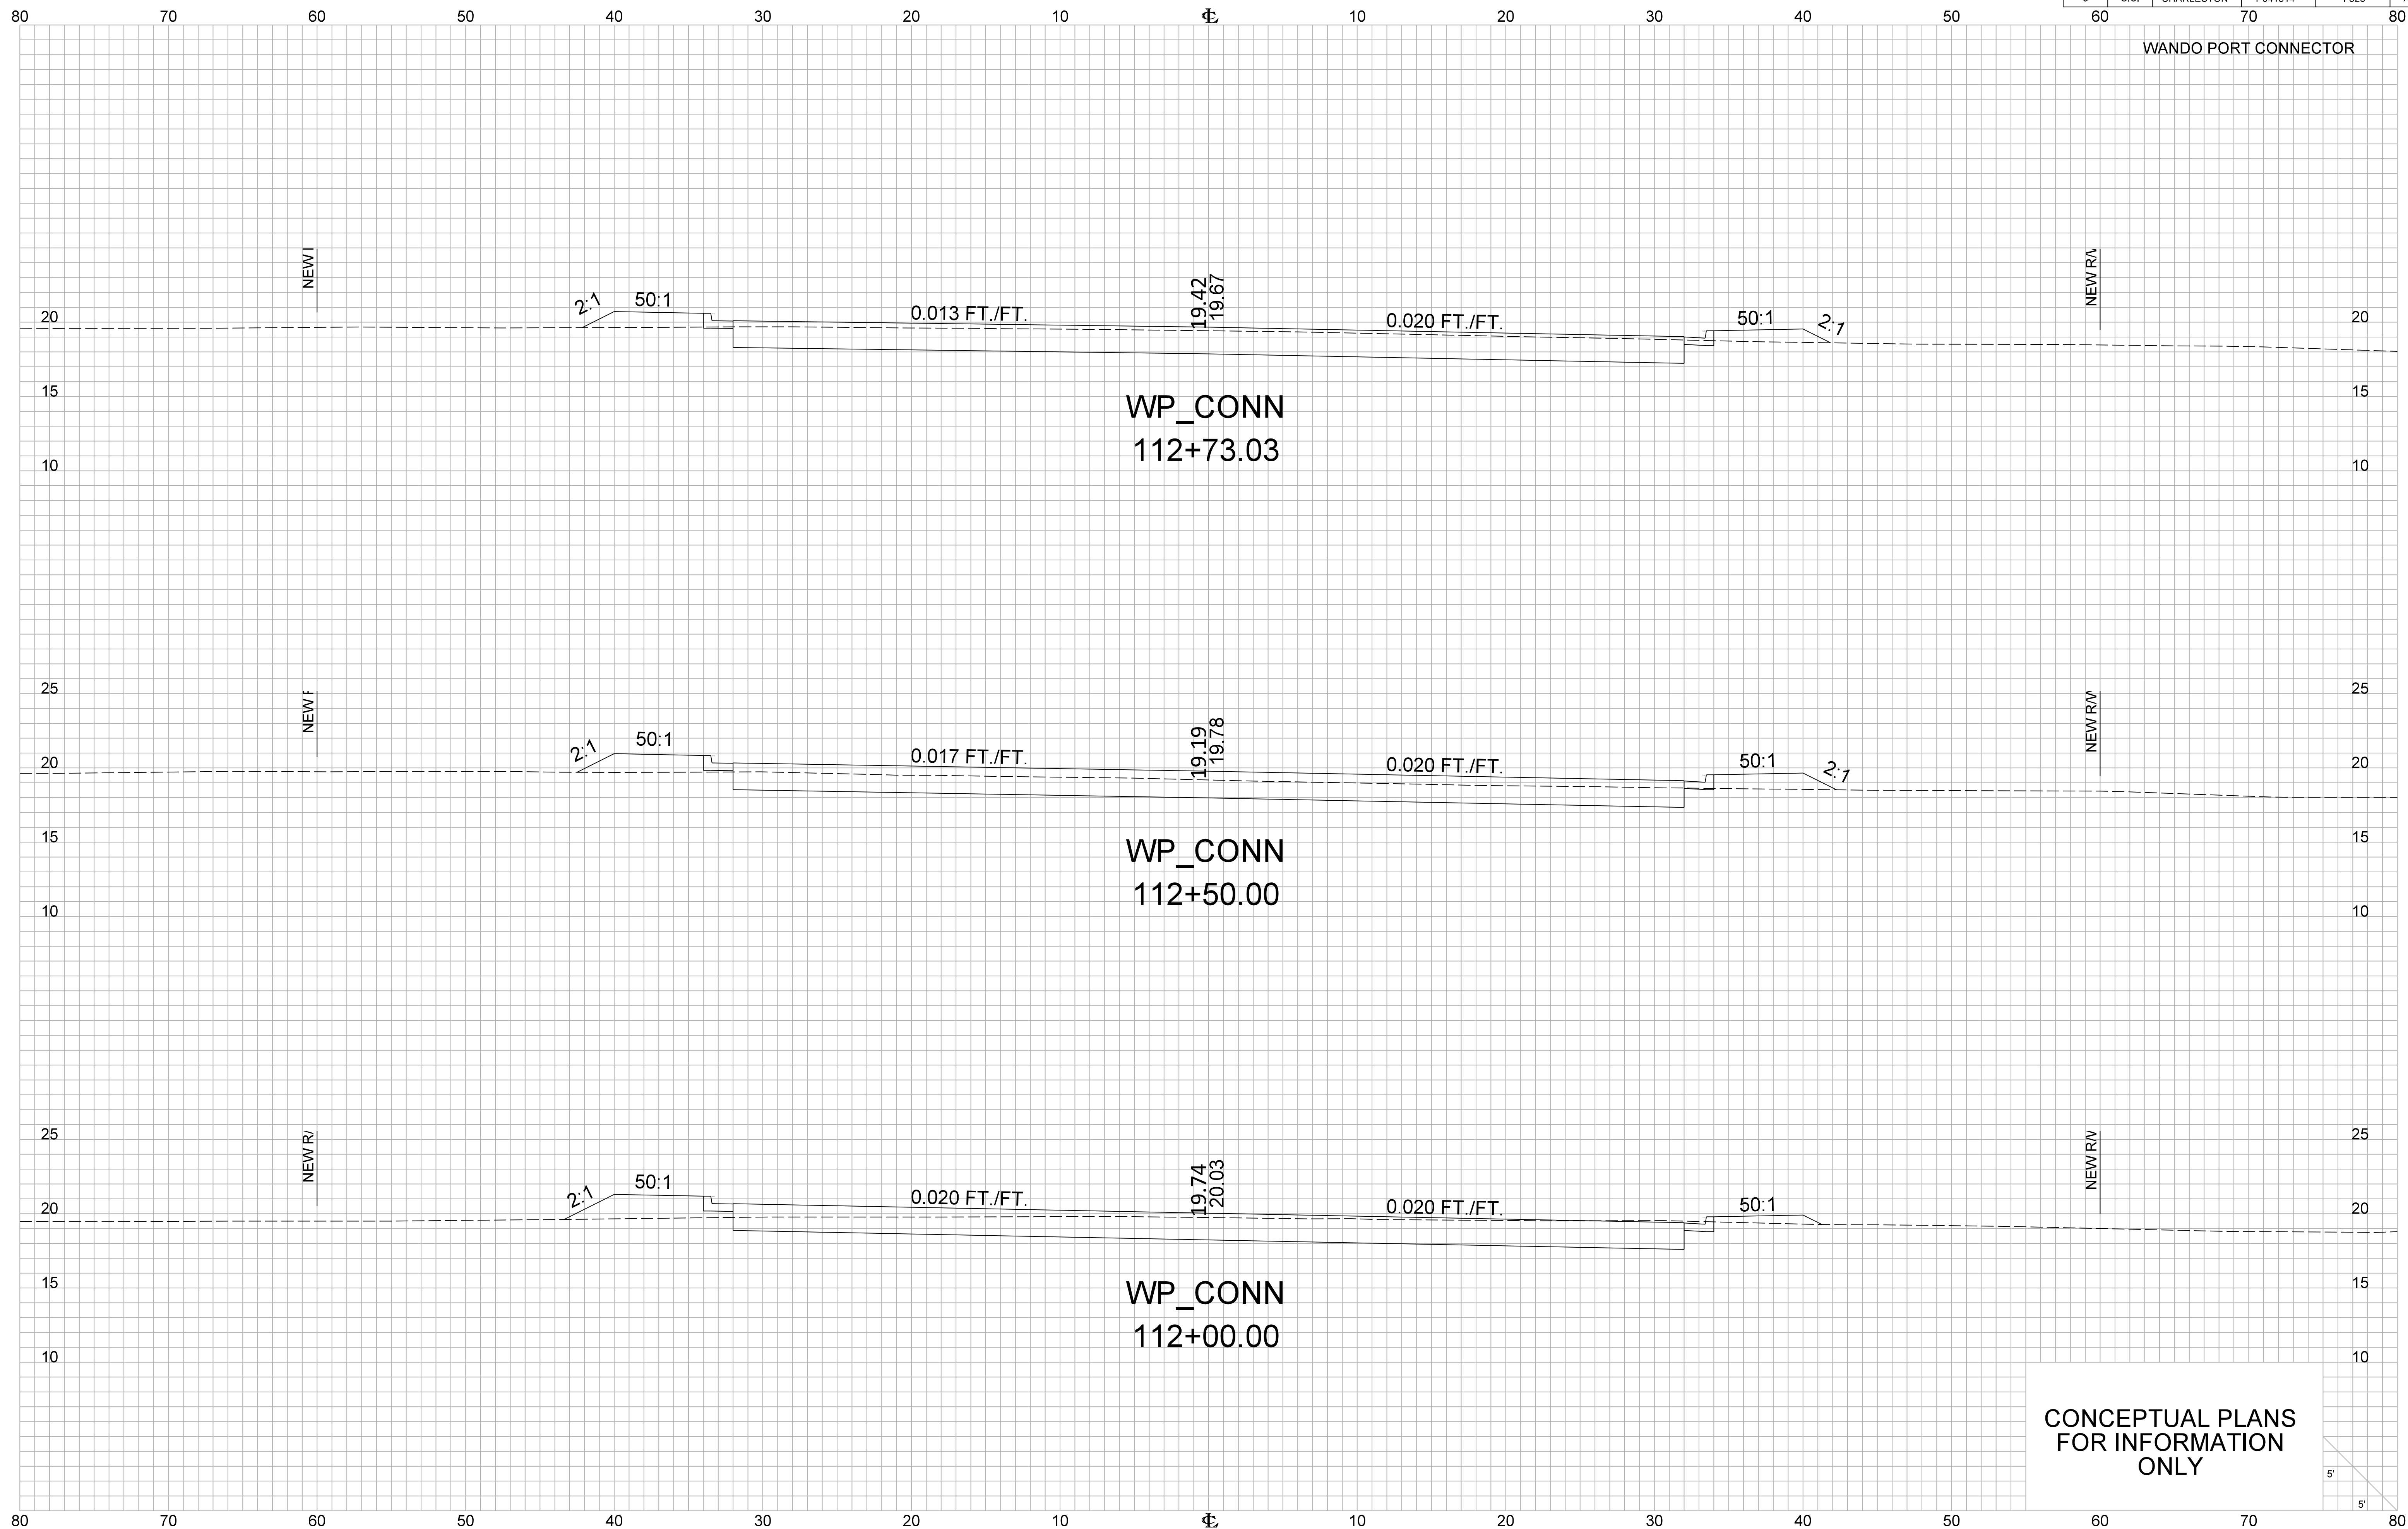 80 70 60 50 40 30 20 10 ℄ 10 20 30 40 50 60 70 80
WANDO PORT CONNECTOR
NEW
2:1 50:1 0.013 FT./FT. 19.42 19.67 0.020 FT./FT. 50:1 2:1
NEW R/W
20 20
15 15
WP_CONN
112+73.03
10 10
25 25
NEW
2:1 50:1 0.017 FT./FT. 19.19 19.78 0.020 FT./FT. 50:1 2:1
NEW R/W
20 20
15 15
WP_CONN
112+50.00
10 10
25 25
NEW R/
2:1 50:1 0.020 FT./FT. 19.74 20.03 0.020 FT./FT. 50:1
NEW R/W
20 20
15 15
WP_CONN
112+00.00
10 10
CONCEPTUAL PLANS
FOR INFORMATION
ONLY
5'
5'
80 70 60 50 40 30 20 10 ℄ 10 20 30 40 50 60 70 80